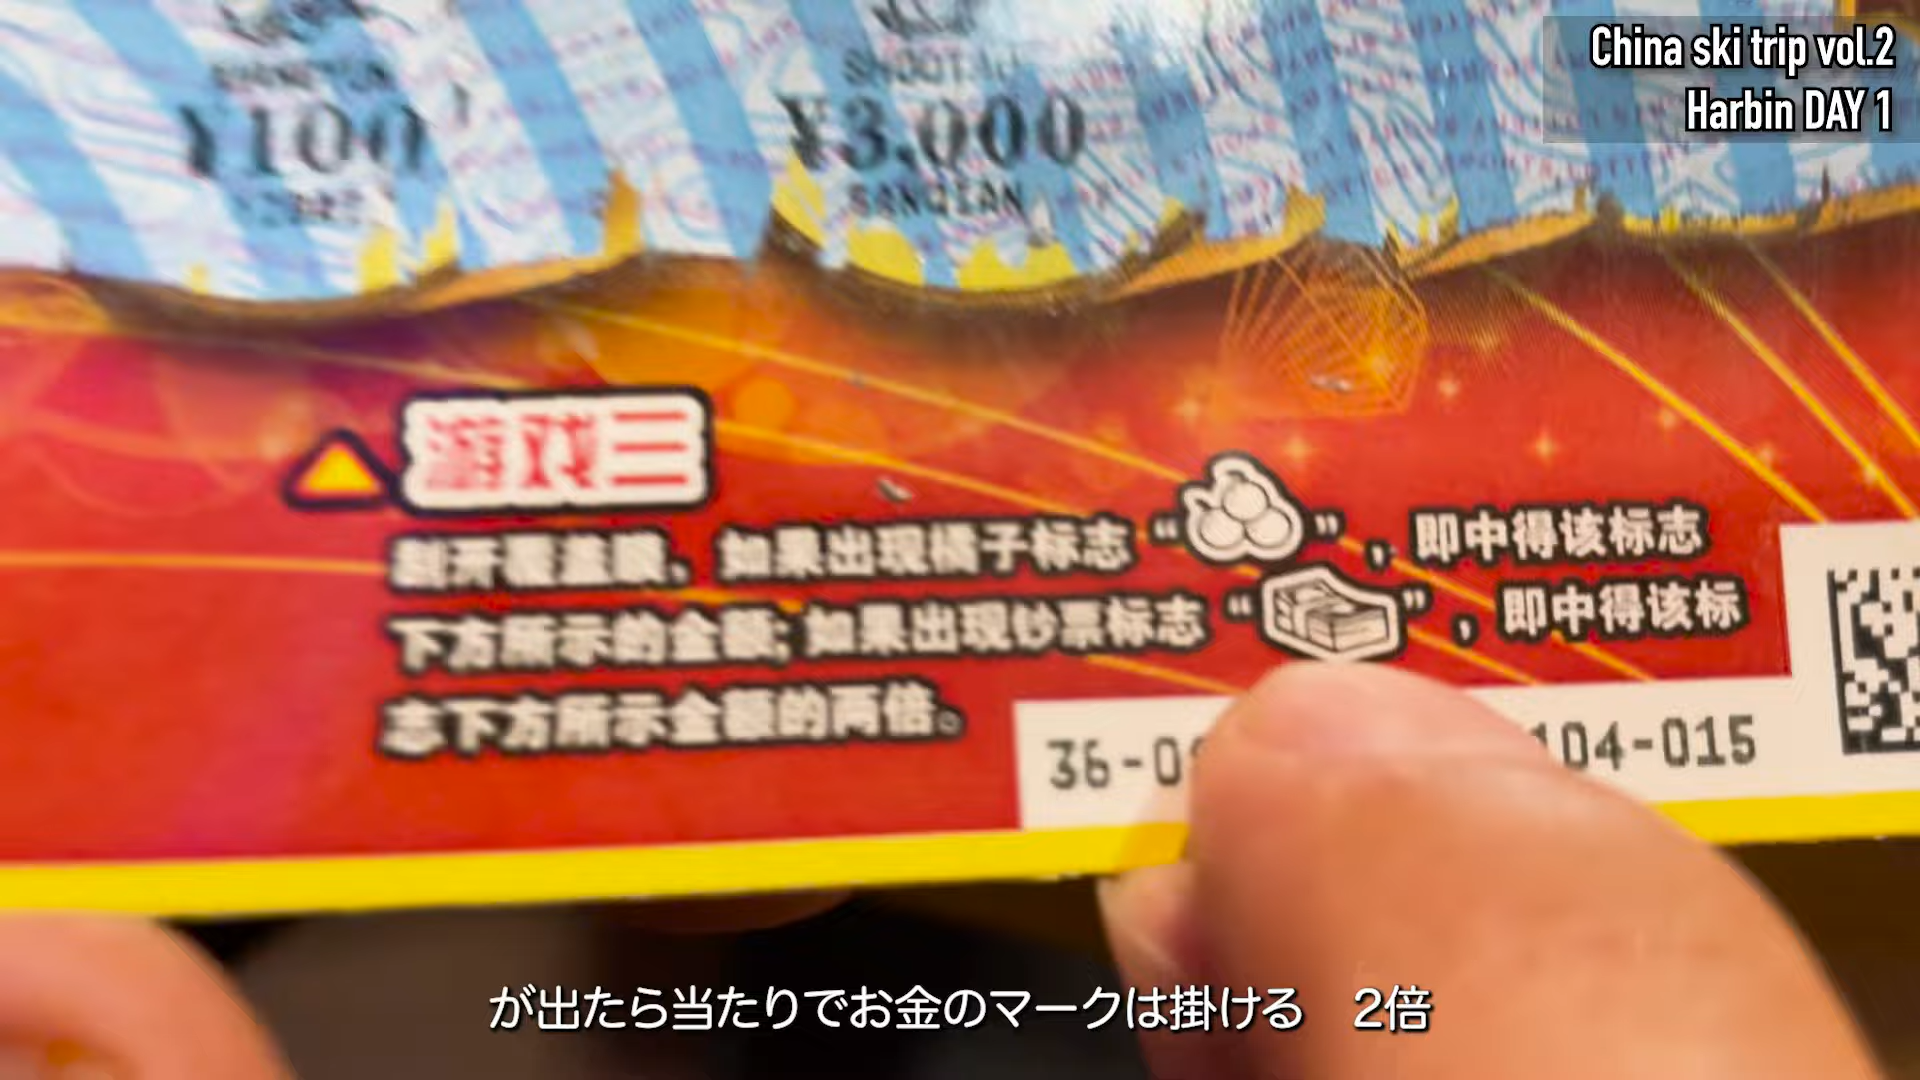 China ski trip vol.2
Harbin DAY 1
¥100
¥3,000
SANQIAN
游戏三
刮开覆盖膜，如果出现橘子标志“”，即中得该标志
下方所示的金额；如果出现钞票标志“”，即中得该标
志下方所示金额的两倍。
36-0
104-015
が出たら当たりでお金のマークは掛ける 2倍